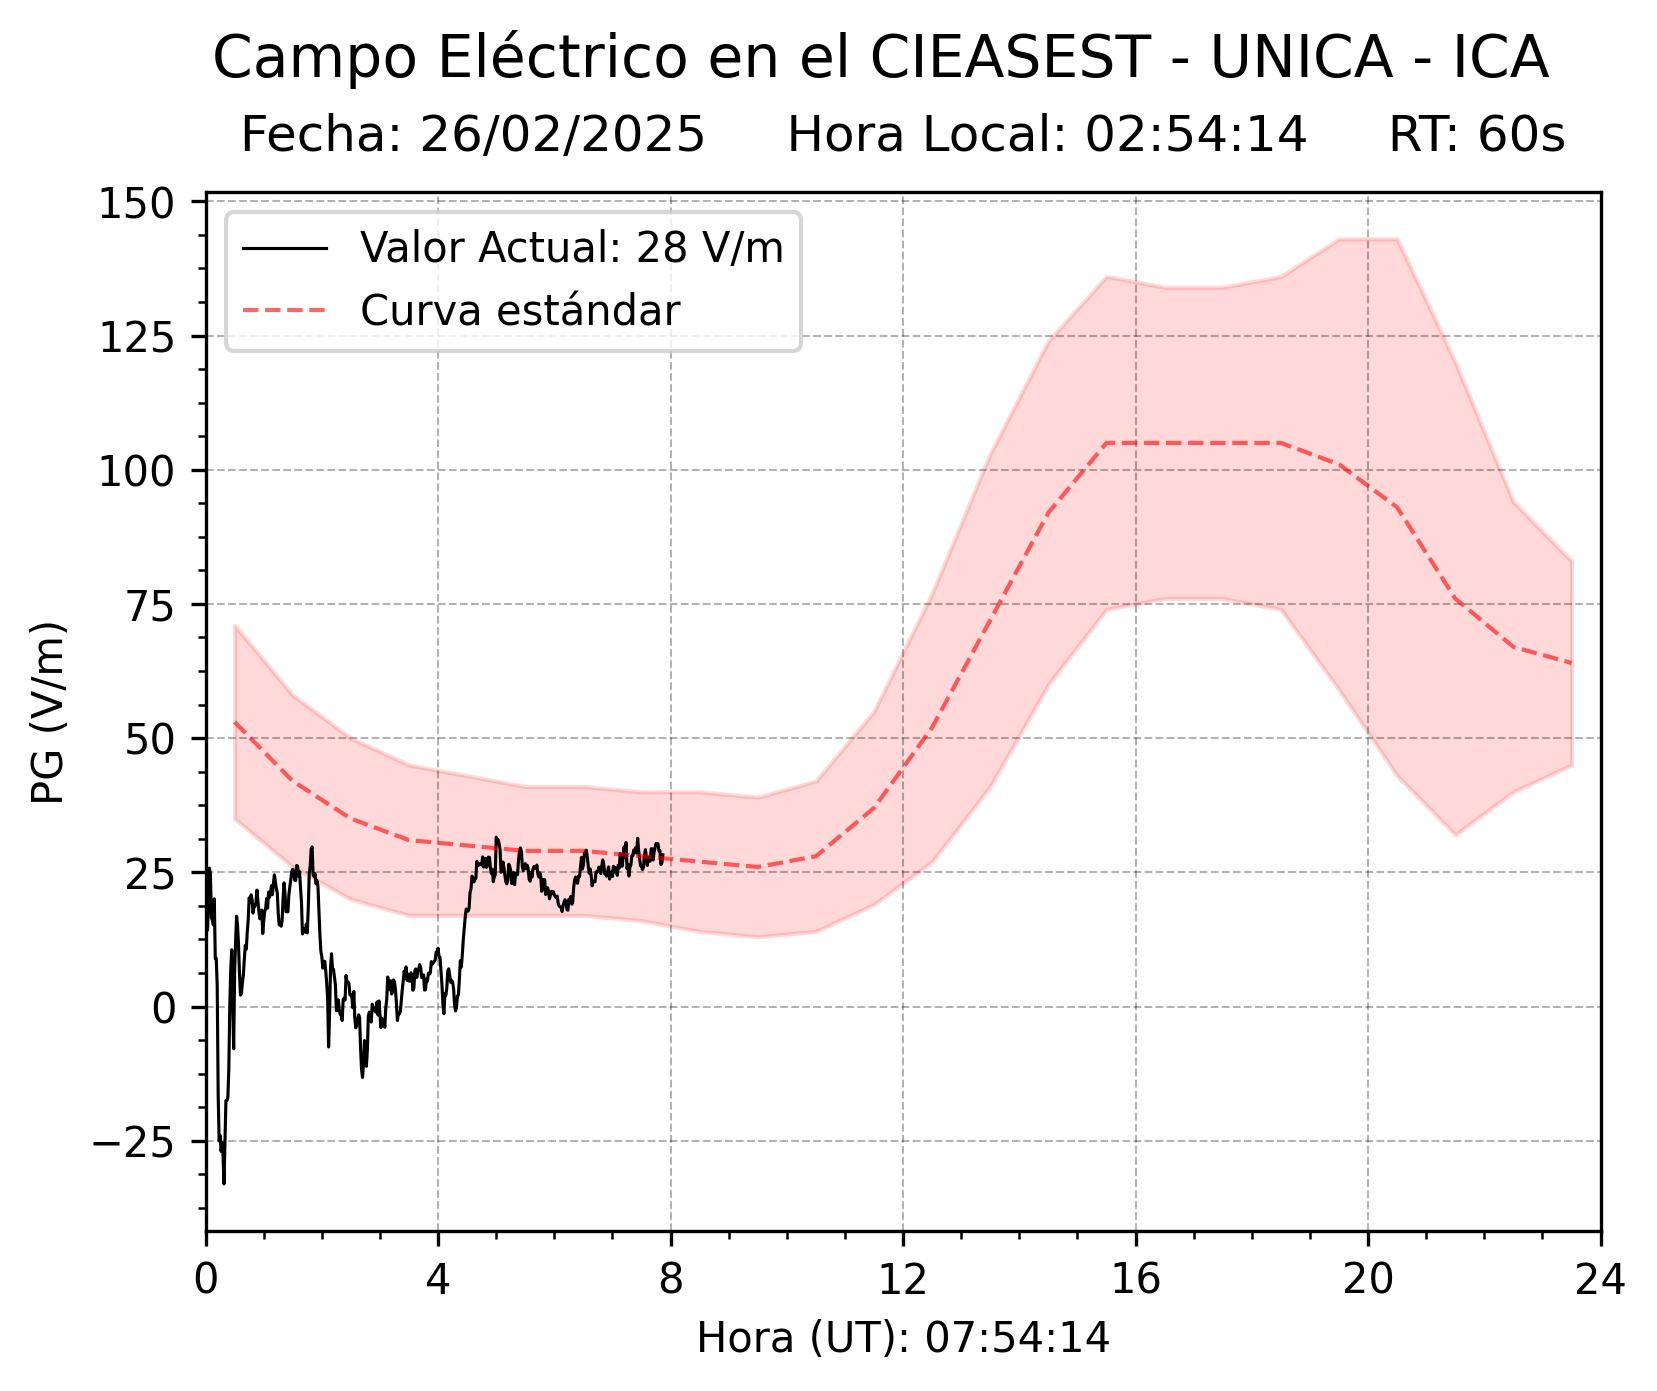 Campo Eléctrico en el CIEASEST - UNICA - ICA
Fecha: 26/02/2025 Hora Local: 02:54:14 RT: 60s
Valor Actual: 28 V/m
Curva estándar
PG (V/m)
150
125
100
75
50
25
0
−25
0 4 8 12 16 20 24
Hora (UT): 07:54:14